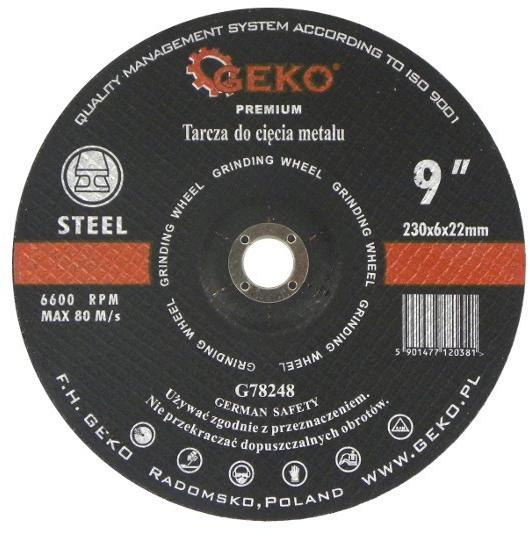 QUALITY MANAGEMENT SYSTEM ACCORDING TO ISO 9001
GEKO®
PREMIUM
Tarcza do cięcia metalu
GRINDING WHEEL
GRINDING WHEEL
GRINDING WHEEL
GRINDING WHEEL
GRINDING WHEEL
STEEL
9"
230x6x22mm
6600 RPM
MAX 80 M/s
5 901477 120381 >
G78248
GERMAN SAFETY
Używać zgodnie z przeznaczeniem.
Nie przekraczać dopuszczalnych obrotów.
F.H. GEKO
RADOMSKO, POLAND
WWW.GEKO.PL